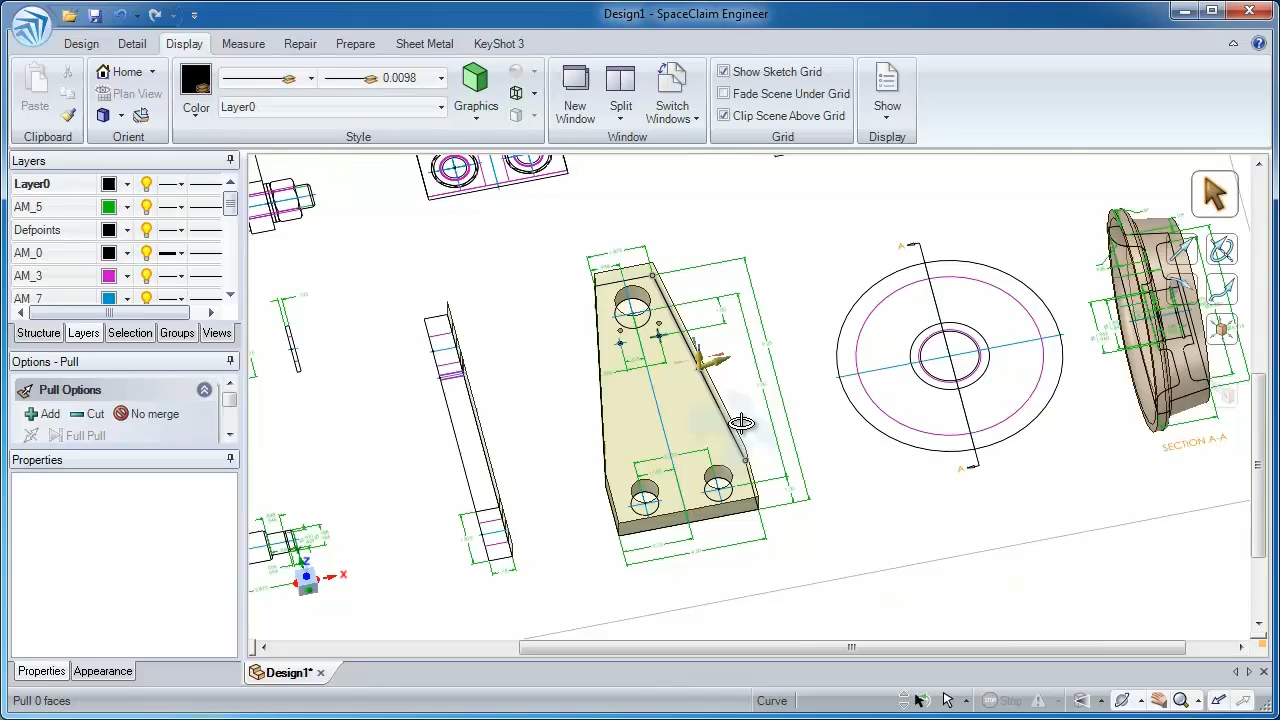 Design1 - SpaceClaim Engineer
Design Detail Display Measure Repair Prepare Sheet Metal KeyShot 3
Paste
Clipboard
Home
Plan View
Orient
Color
0.0098
Layer0
Graphics
Style
New Window
Split
Switch Windows
Window
Show Sketch Grid
Fade Scene Under Grid
Clip Scene Above Grid
Grid
Show
Display
Layers
Layer0
AM_5
Defpoints
AM_0
AM_3
AM_7
Structure Layers Selection Groups Views
Options - Pull
Pull Options
Add Cut No merge
Full Pull
Properties
Properties Appearance
A
A
SECTION A-A
Z
X
Design1*
Pull 0 faces
Curve
Stop